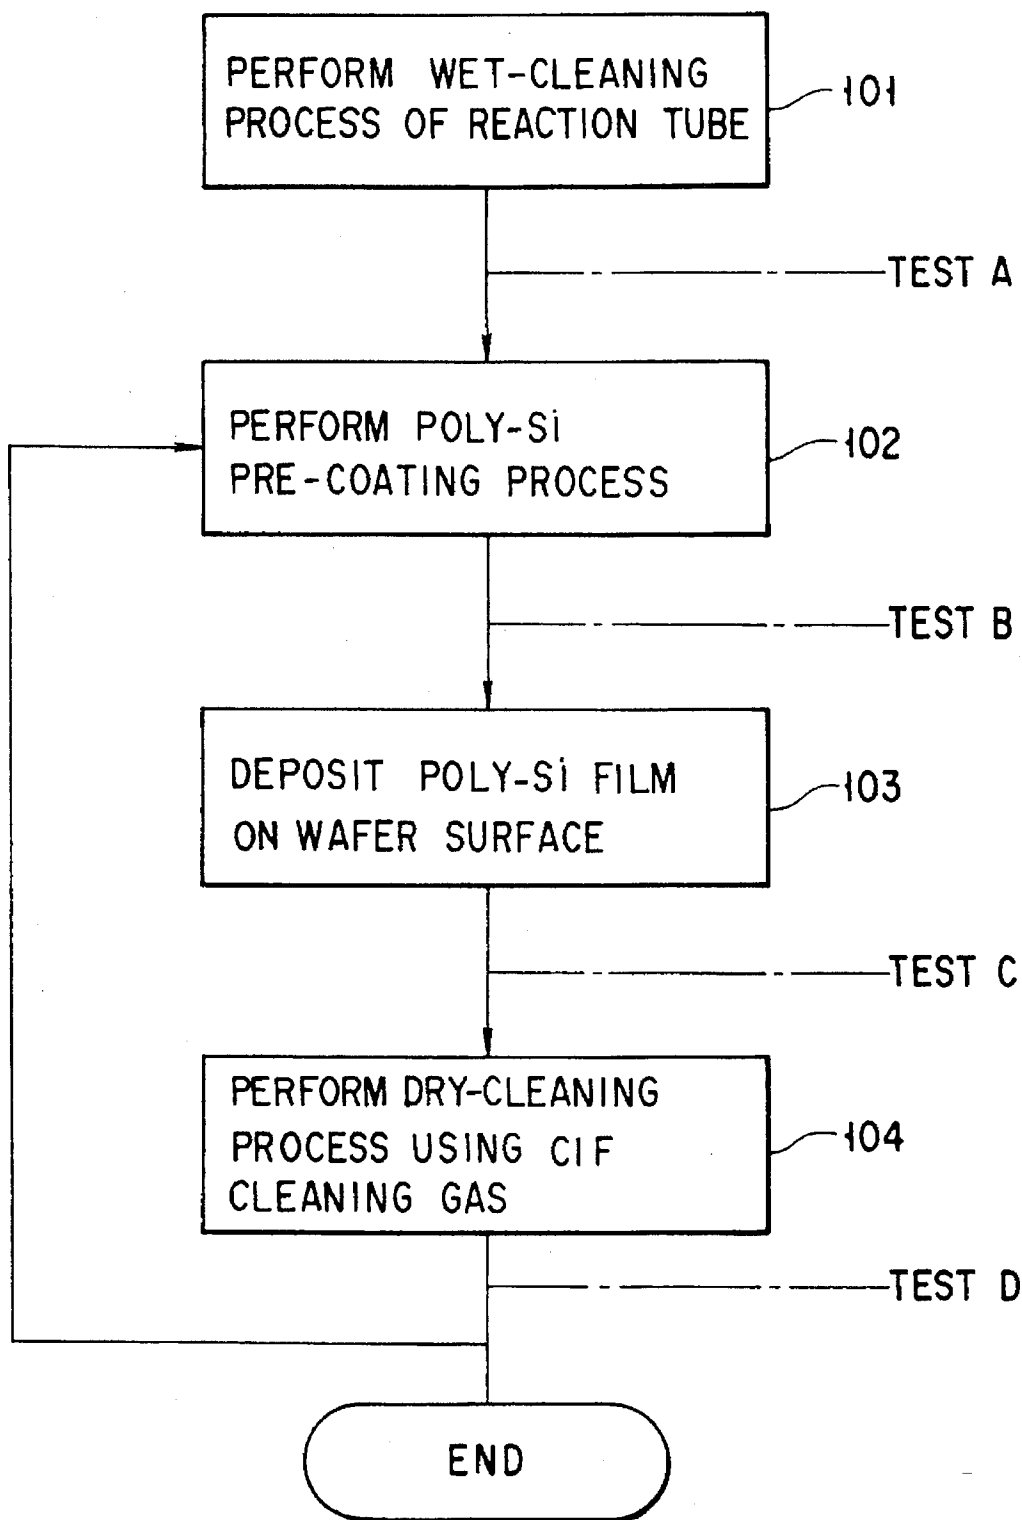 PERFORM WET-CLEANING
PROCESS OF REACTION TUBE
101
TEST A
PERFORM POLY-Si
PRE-COATING PROCESS
102
TEST B
DEPOSIT POLY-Si FILM
ON WAFER SURFACE
103
TEST C
PERFORM DRY-CLEANING
PROCESS USING ClF
CLEANING GAS
104
TEST D
END